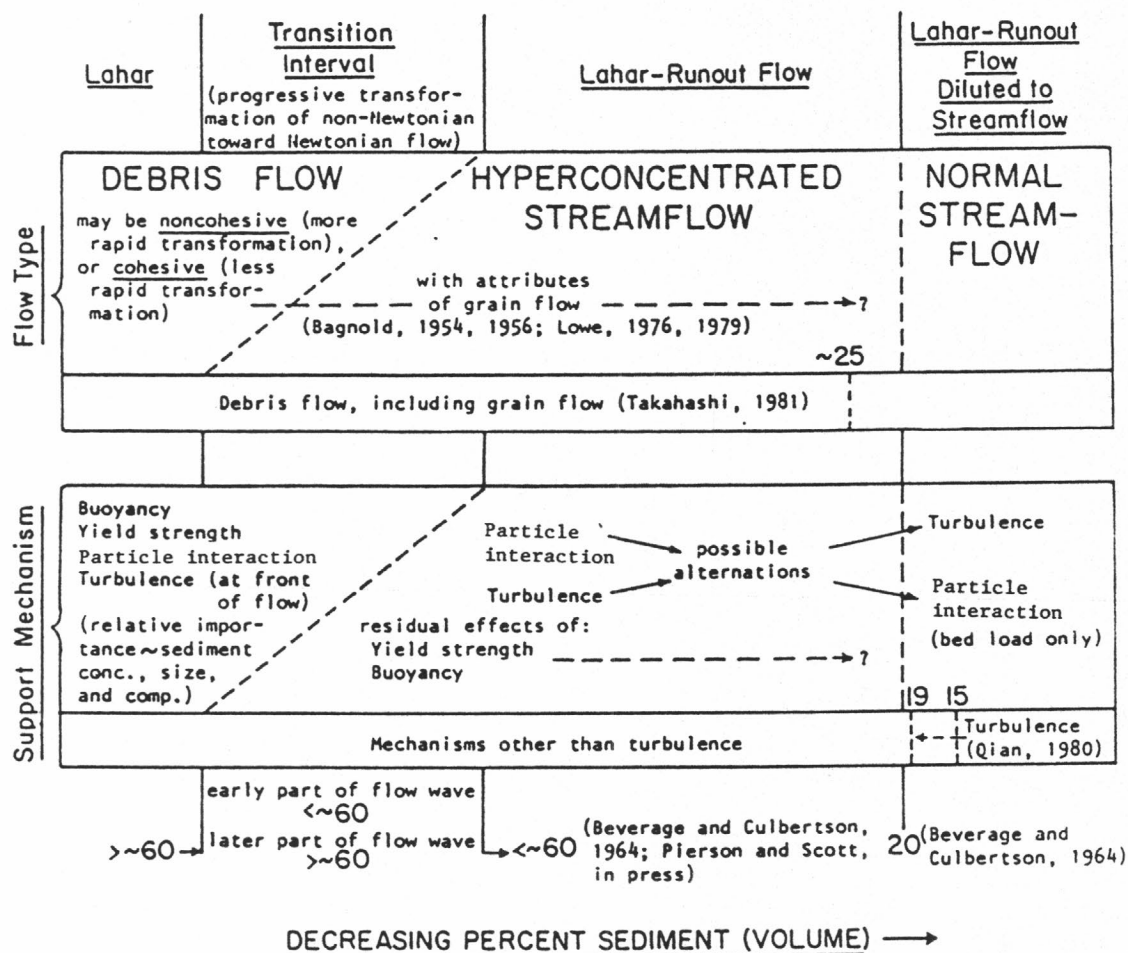 Lahar
Transition
Interval
(progressive transfor-
mation of non-Newtonian
toward Newtonian flow)
Lahar-Runout Flow
Lahar-Runout
Flow
Diluted to
Streamflow
Flow Type
DEBRIS FLOW
may be noncohesive (more
rapid transformation),
or cohesive (less
rapid transfor-
mation)
HYPERCONCENTRATED
STREAMFLOW
with attributes
of grain flow
?
(Bagnold, 1954, 1956; Lowe, 1976, 1979)
NORMAL
STREAM-
FLOW
~25
Debris flow, including grain flow (Takahashi, 1981)
Support Mechanism
Buoyancy
Yield strength
Particle interaction
Turbulence (at front
of flow)
(relative impor-
tance~sediment
conc., size,
and comp.)
Particle
interaction
Turbulence
possible
alternations
residual effects of:
Yield strength
Buoyancy
?
Turbulence
Particle
interaction
(bed load only)
19 15
Mechanisms other than turbulence
Turbulence
(Qian, 1980)
>~60
early part of flow wave
<~60
later part of flow wave
>~60
<~60 (Beverage and Culbertson,
1964; Pierson and Scott,
in press)
20 (Beverage and
Culbertson, 1964)
DECREASING PERCENT SEDIMENT (VOLUME)